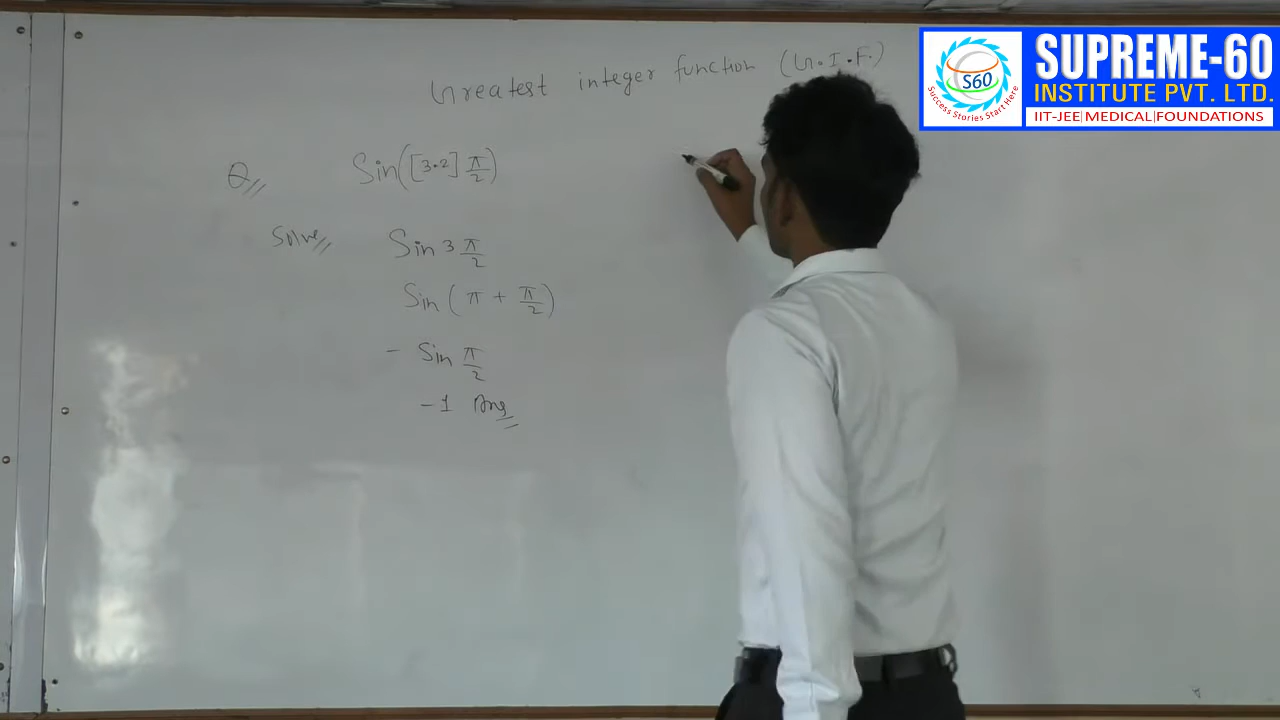 Greatest integer function (G.I.F.)
Q Sin([3.2] π/2)
Solve Sin 3 π/2
Sin(π + π/2)
- Sin π/2
-1 Ans
SUPREME-60
INSTITUTE PVT. LTD.
IIT-JEE|MEDICAL|FOUNDATIONS
S60
Success Stories Start Here